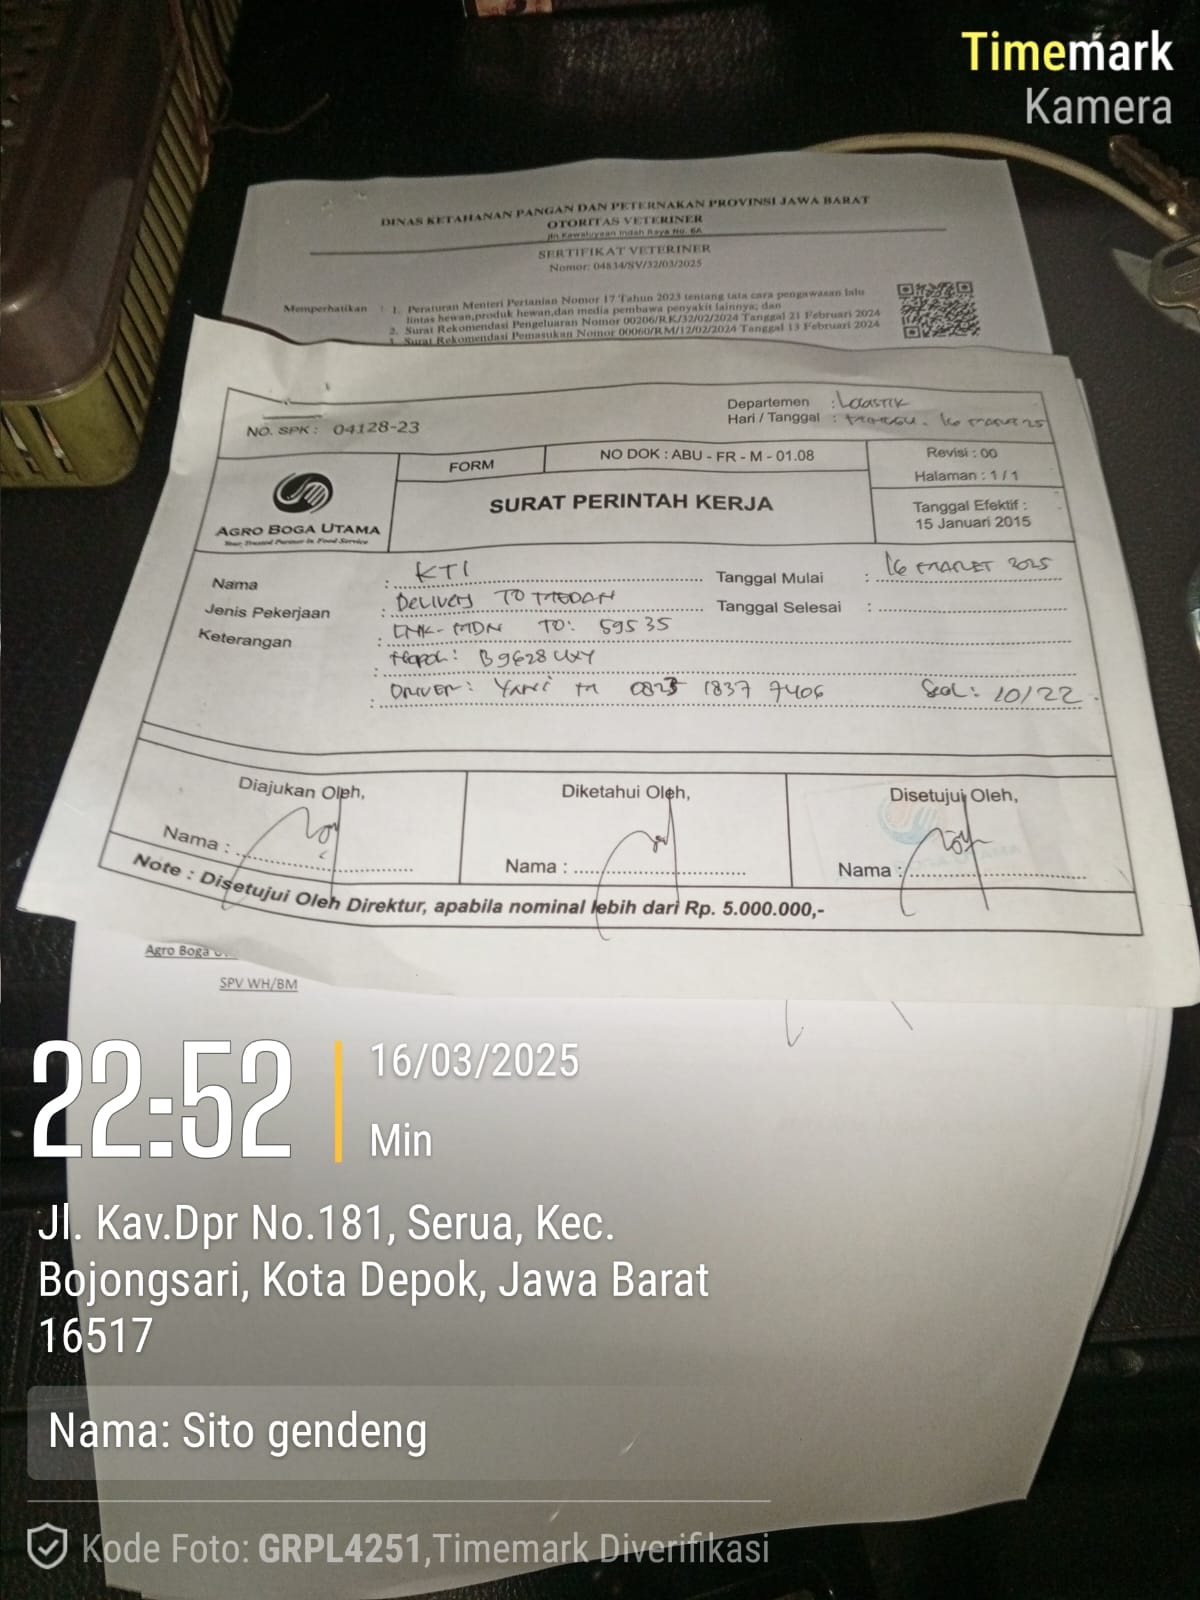 Timemark
Kamera
DINAS KETAHANAN PANGAN DAN PETERNAKAN PROVINSI JAWA BARAT
OTORITAS VETERINER
Jln Kawaluyaan Indah Raya No. 6A
SERTIFIKAT VETERINER
Nomor: 04834/SV/32/03/2025
Memperhatikan : 1. Peraturan Menteri Pertanian Nomor 17 Tahun 2023 tentang tata cara pengawasan lalu
lintas hewan,produk hewan,dan media pembawa penyakit lainnya; dan
2. Surat Rekomendasi Pengeluaran Nomor 00206/RK/32/02/2024 Tanggal 21 Februari 2024
3. Surat Rekomendasi Pemasukan Nomor 00060/RM/12/02/2024 Tanggal 13 Februari 2024
NO. SPK : 04128-23
Departemen : LOGISTIK
Hari / Tanggal : MINGGU. 16 MARET 25
AGRO BOGA UTAMA
Your Trusted Partner in Food Service
FORM
NO DOK : ABU - FR - M - 01.08
SURAT PERINTAH KERJA
Revisi : 00
Halaman : 1 / 1
Tanggal Efektif :
15 Januari 2015
Nama : KTI
Tanggal Mulai : 16 MARET 2025
Jenis Pekerjaan : DELIVERY TO MEDAN
Tanggal Selesai :
Keterangan : CMK-MDN TO: 59535
: Nopol: B9628UXY
: DRIVER: YANI M 0823 1837 7406 Seal: 10/22
Diajukan Oleh,
Nama :
Diketahui Oleh,
Nama :
Disetujui Oleh,
Nama :
Note : Disetujui Oleh Direktur, apabila nominal lebih dari Rp. 5.000.000,-
Agro Boga
SPV WH/BM
22:52
16/03/2025
Min
Jl. Kav.Dpr No.181, Serua, Kec.
Bojongsari, Kota Depok, Jawa Barat
16517
Nama: Sito gendeng
Kode Foto: GRPL4251,Timemark Diverifikasi